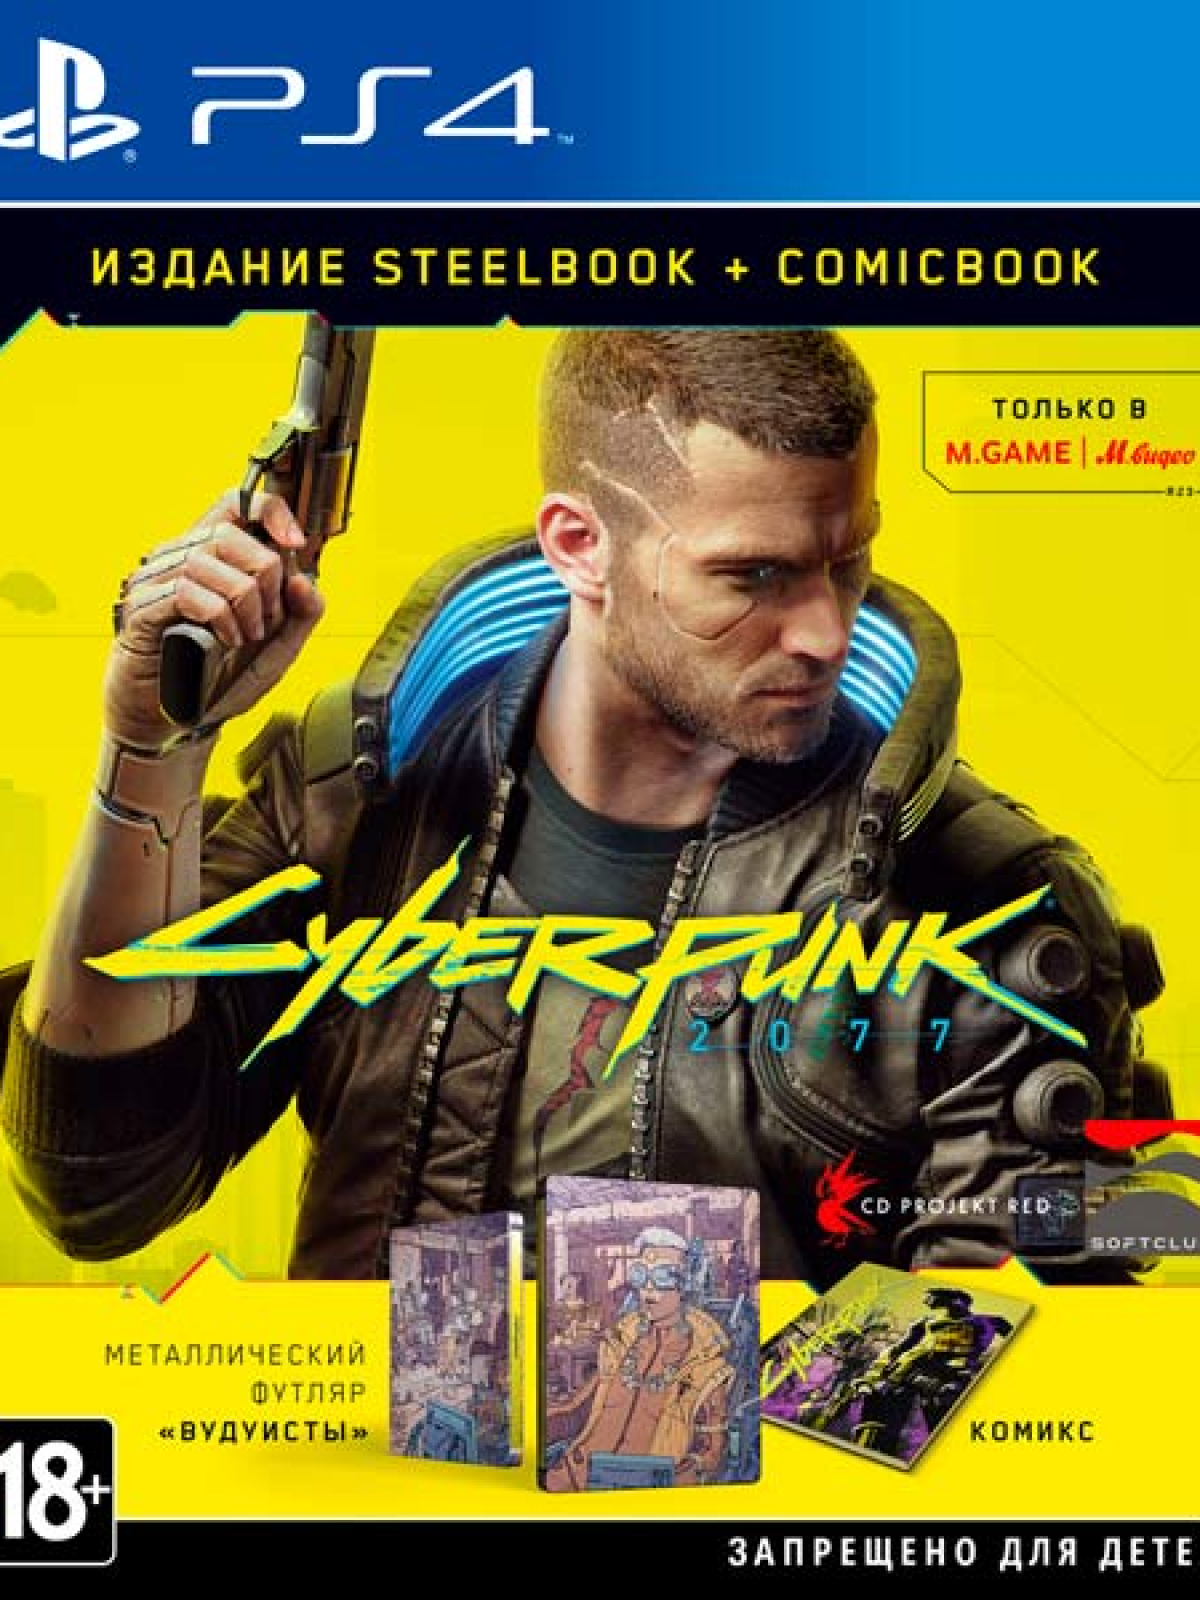 PS4
ИЗДАНИЕ STEELBOOK + COMICBOOK
ТОЛЬКО В
M.GAME | М.видео
CYBERPUNK
2077
CD PROJEKT RED
SOFTCLU
МЕТАЛЛИЧЕСКИЙ
ФУТЛЯР
«ВУДУИСТЫ»
КОМИКС
18+
ЗАПРЕЩЕНО ДЛЯ ДЕТЕ